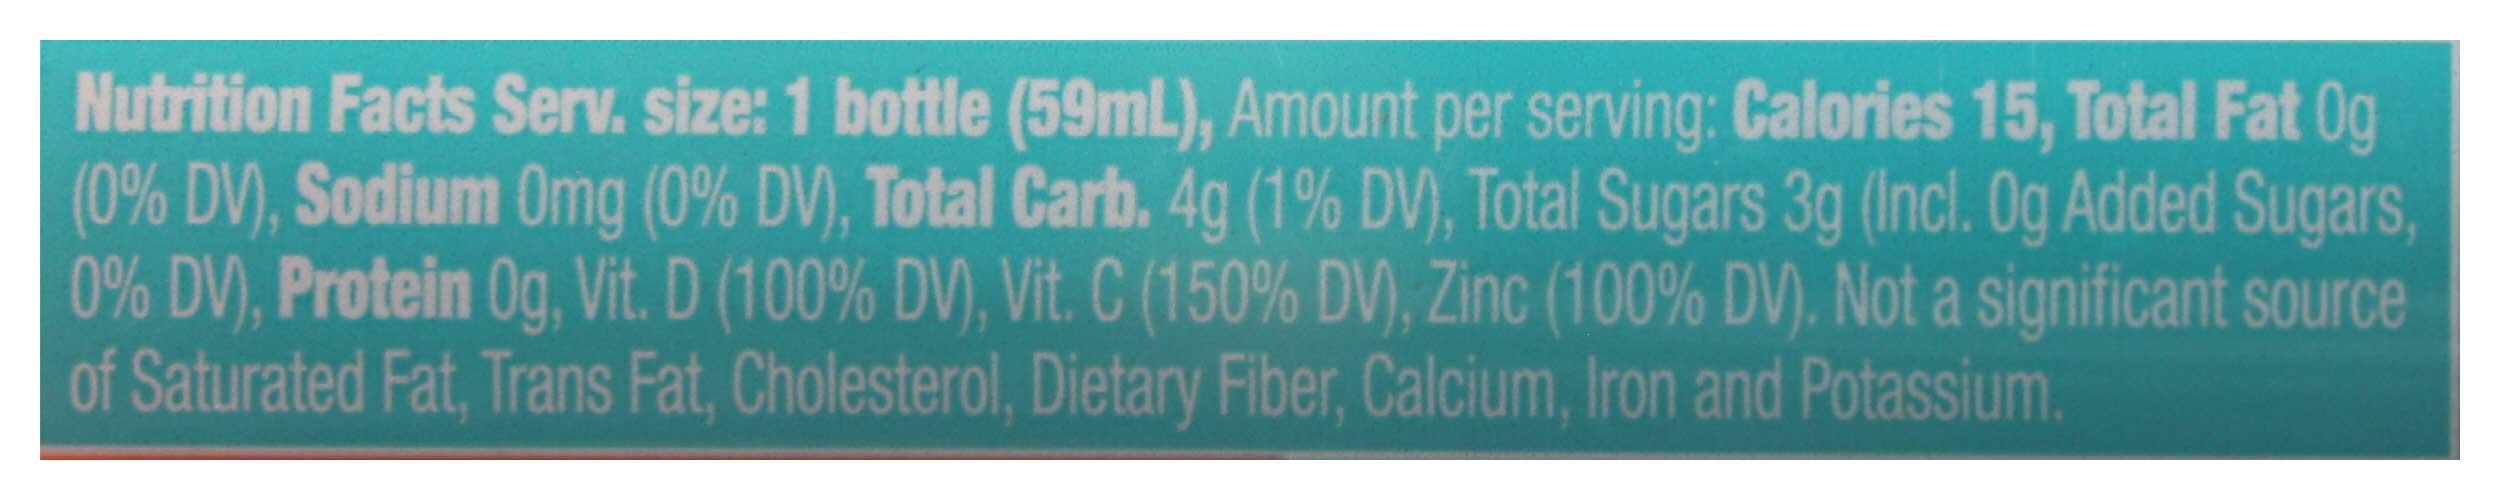 Nutrition Facts Serv. size: 1 bottle (59mL), Amount per serving: Calories 15, Total Fat 0g
(0% DV), Sodium 0mg (0% DV), Total Carb. 4g (1% DV), Total Sugars 3g (Incl. 0g Added Sugars,
0% DV), Protein 0g, Vit. D (100% DV), Vit. C (150% DV), Zinc (100% DV). Not a significant source
of Saturated Fat, Trans Fat, Cholesterol, Dietary Fiber, Calcium, Iron and Potassium.